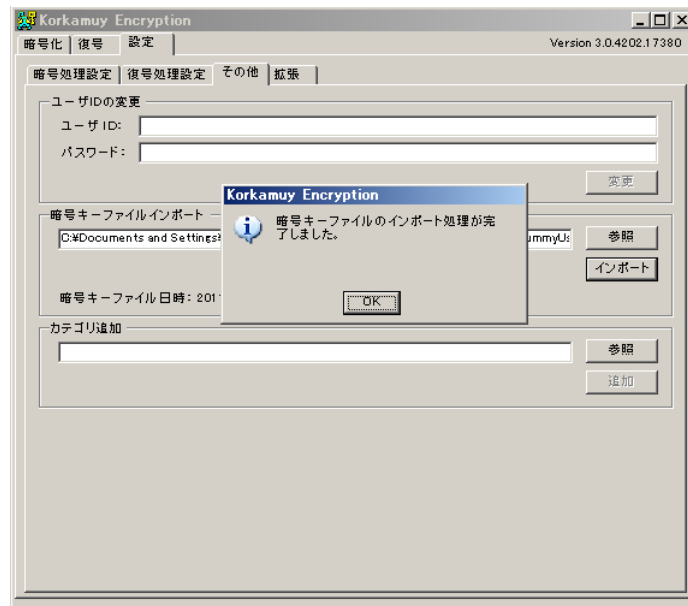 Korkamuy Encryption
暗号化 復号 設定
Version 3.0.4202.17380
暗号処理設定 復号処理設定 その他 拡張
ユーザIDの変更
ユーザID:
パスワード:
変更
Korkamuy Encryption
暗号キーファイルのインポート処理が完
了しました。
OK
暗号キーファイルインポート
C:¥Documents and Settings¥
ummyUs
参照
インポート
暗号キーファイル日時: 201
カテゴリ追加
参照
追加